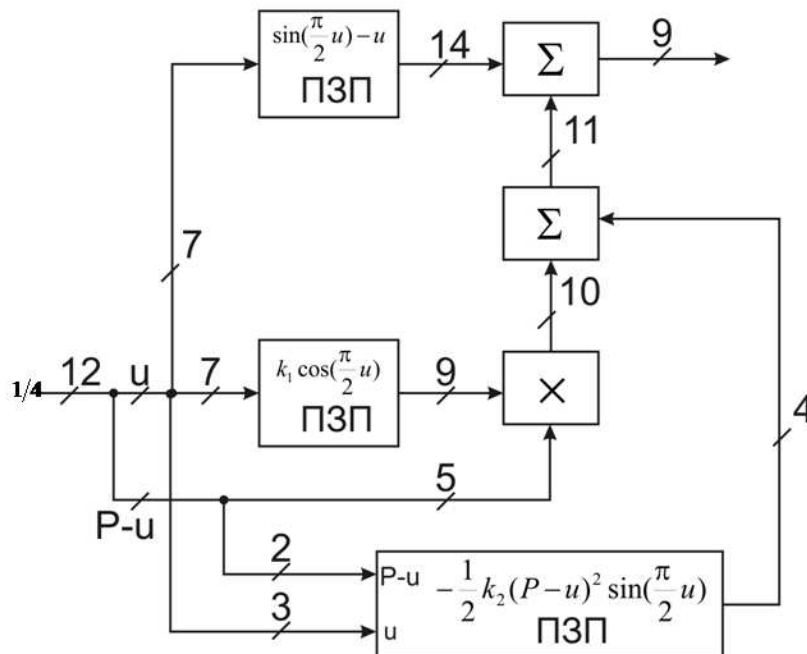 sin(π/2 u) − u
ПЗП
14
Σ
9
11
Σ
7
10
1/4
12
u
7
k₁ cos(π/2 u)
ПЗП
9
×
4
5
P-u
2
P-u
−1/2 k₂(P − u)² sin(π/2 u)
3
u
ПЗП